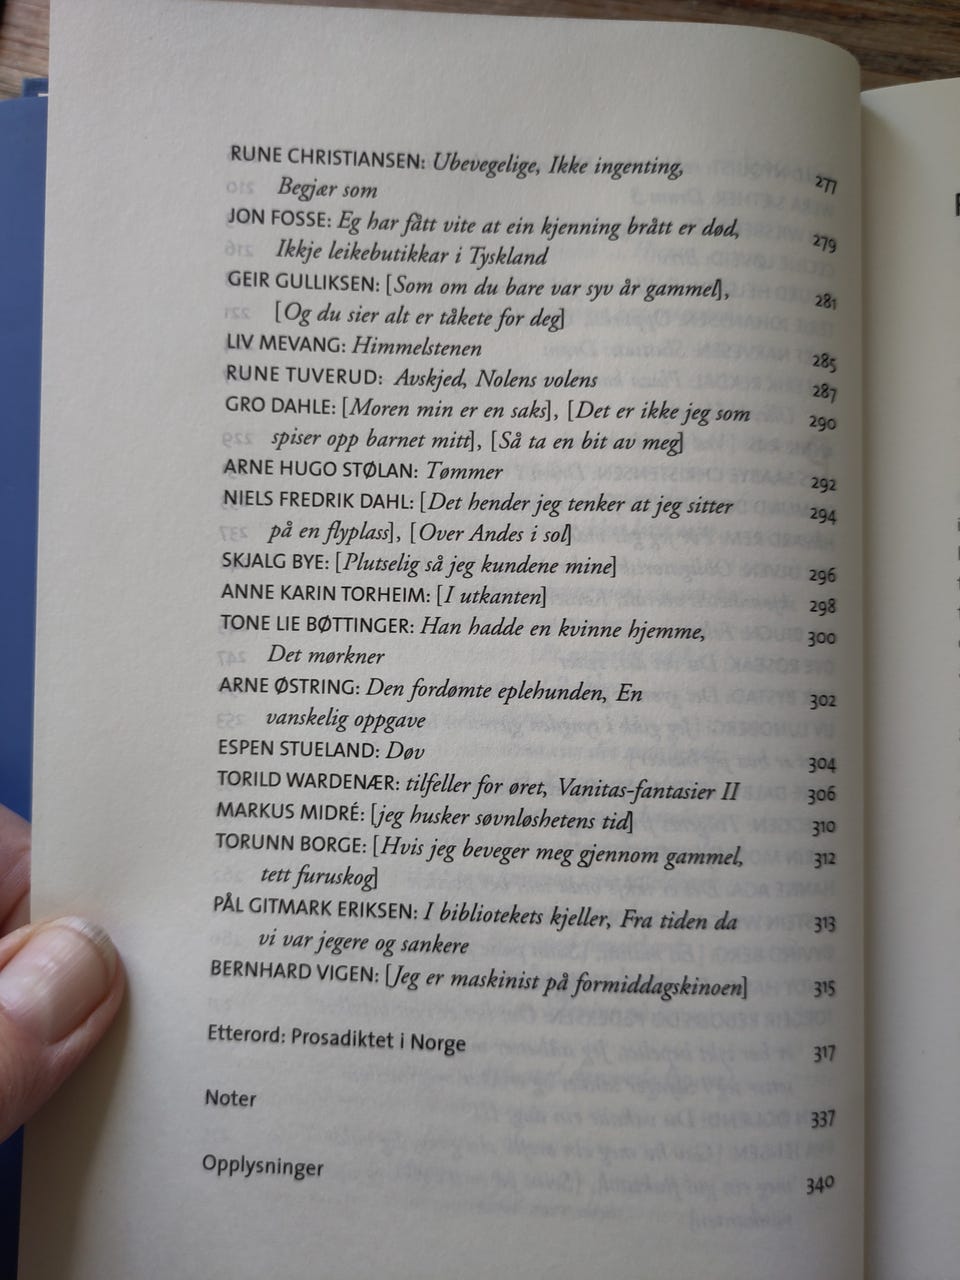 RUNE CHRISTIANSEN: Ubevegelige, Ikke ingenting,
Begjær som 277
JON FOSSE: Eg har fått vite at ein kjenning brått er død,
Ikkje leikebutikkar i Tyskland 279
GEIR GULLIKSEN: [Som om du bare var syv år gammel],
[Og du sier alt er tåkete for deg] 281
LIV MEVANG: Himmelstenen 285
RUNE TUVERUD: Avskjed, Nolens volens 287
GRO DAHLE: [Moren min er en saks], [Det er ikke jeg som
spiser opp barnet mitt], [Så ta en bit av meg] 290
ARNE HUGO STØLAN: Tømmer 292
NIELS FREDRIK DAHL: [Det hender jeg tenker at jeg sitter
på en flyplass], [Over Andes i sol] 294
SKJALG BYE: [Plutselig så jeg kundene mine] 296
ANNE KARIN TORHEIM: [I utkanten] 298
TONE LIE BØTTINGER: Han hadde en kvinne hjemme,
Det mørkner 300
ARNE ØSTRING: Den fordømte eplehunden, En
vanskelig oppgave 302
ESPEN STUELAND: Døv 304
TORILD WARDENÆR: tilfeller for øret, Vanitas-fantasier II 306
MARKUS MIDRÉ: [jeg husker søvnløshetens tid] 310
TORUNN BORGE: [Hvis jeg beveger meg gjennom gammel,
tett furuskog] 312
PÅL GITMARK ERIKSEN: I bibliotekets kjeller, Fra tiden da
vi var jegere og sankere 313
BERNHARD VIGEN: [Jeg er maskinist på formiddagskinoen] 315
Etterord: Prosadiktet i Norge 317
Noter 337
Opplysninger 340